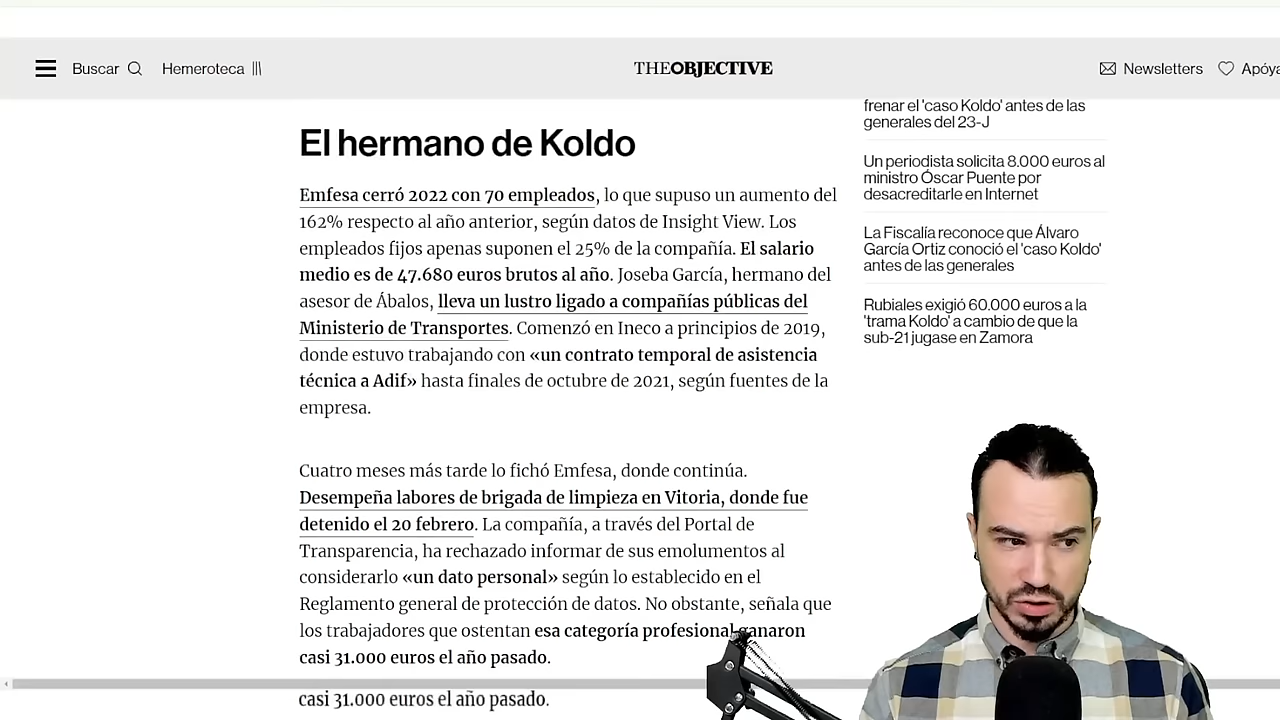 Buscar
Hemeroteca
THEOBJECTIVE
Newsletters
Apóya
El hermano de Koldo
Emfesa cerró 2022 con 70 empleados, lo que supuso un aumento del
162% respecto al año anterior, según datos de Insight View. Los
empleados fijos apenas suponen el 25% de la compañía. El salario
medio es de 47.680 euros brutos al año. Joseba García, hermano del
asesor de Ábalos, lleva un lustro ligado a compañías públicas del
Ministerio de Transportes. Comenzó en Ineco a principios de 2019,
donde estuvo trabajando con «un contrato temporal de asistencia
técnica a Adif» hasta finales de octubre de 2021, según fuentes de la
empresa.
Cuatro meses más tarde lo fichó Emfesa, donde continúa.
Desempeña labores de brigada de limpieza en Vitoria, donde fue
detenido el 20 febrero. La compañía, a través del Portal de
Transparencia, ha rechazado informar de sus emolumentos al
considerarlo «un dato personal» según lo establecido en el
Reglamento general de protección de datos. No obstante, señala que
los trabajadores que ostentan esa categoría profesional ganaron
casi 31.000 euros el año pasado.
casi 31.000 euros el año pasado.
frenar el 'caso Koldo' antes de las
generales del 23-J
Un periodista solicita 8.000 euros al
ministro Óscar Puente por
desacreditarle en Internet
La Fiscalía reconoce que Álvaro
García Ortiz conoció el 'caso Koldo'
antes de las generales
Rubiales exigió 60.000 euros a la
'trama Koldo' a cambio de que la
sub-21 jugase en Zamora